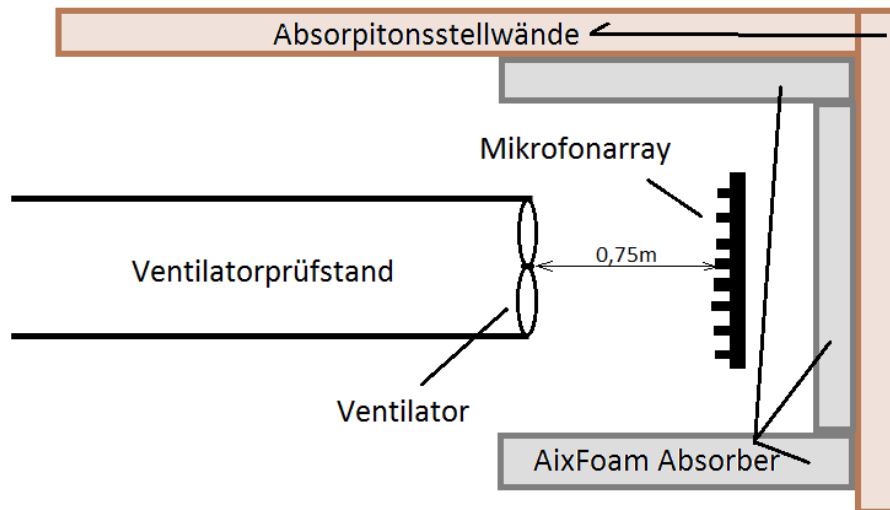 Absorpitonsstellwände
Mikrofonarray
0,75m
Ventilatorprüfstand
Ventilator
AixFoam Absorber